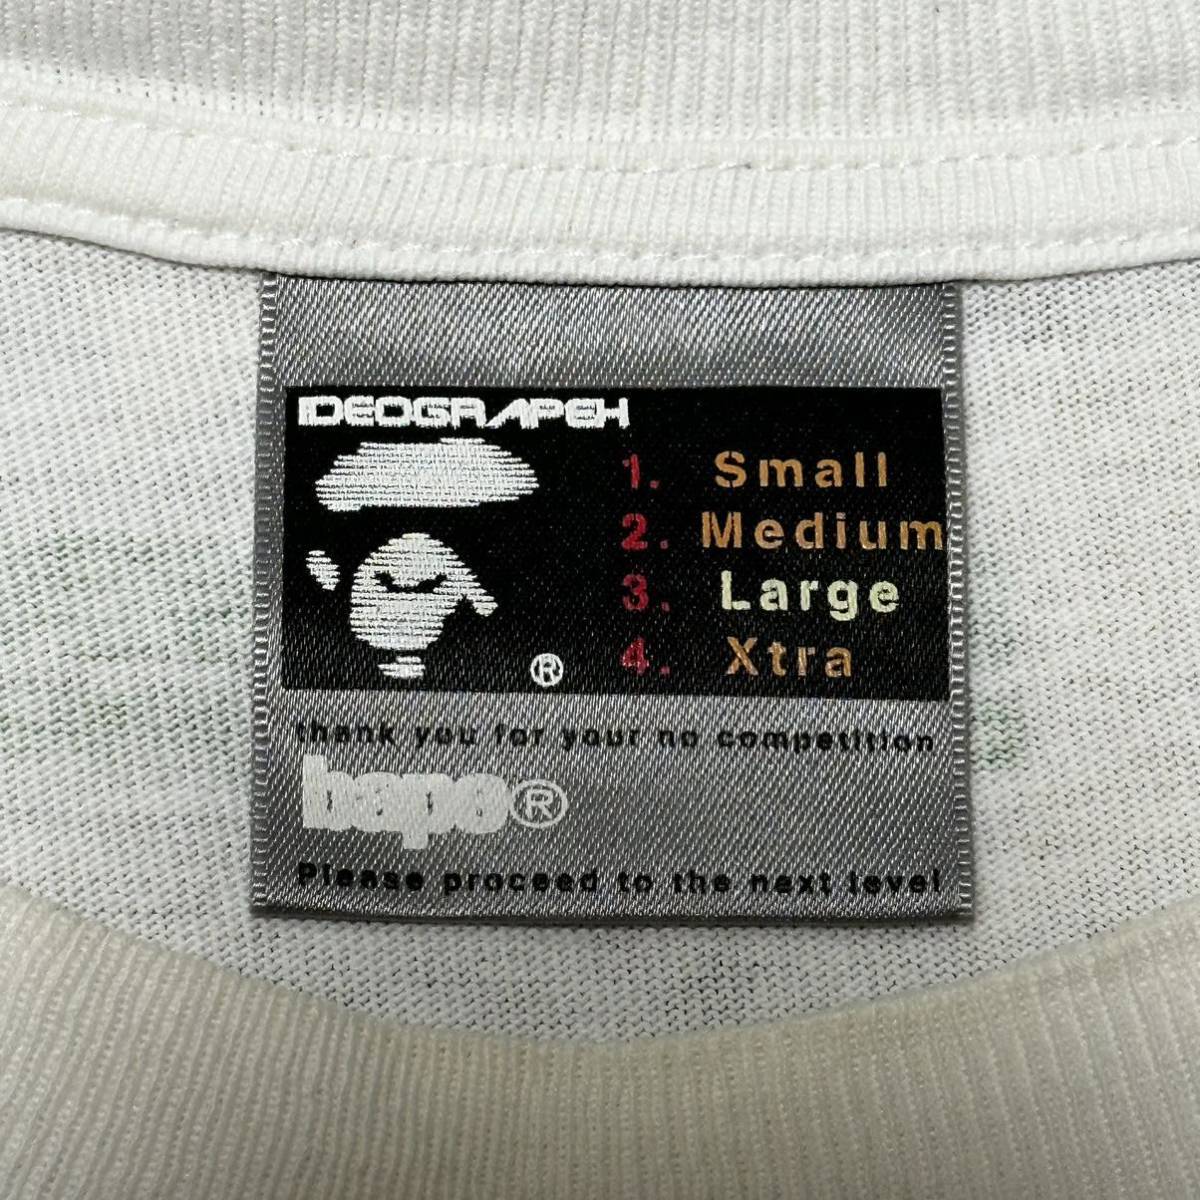 IDEOGRAPEH
1. Small
2. Medium
3. Large
4. Xtra
®
thank you for your no competition
bape®
Please proceed to the next level